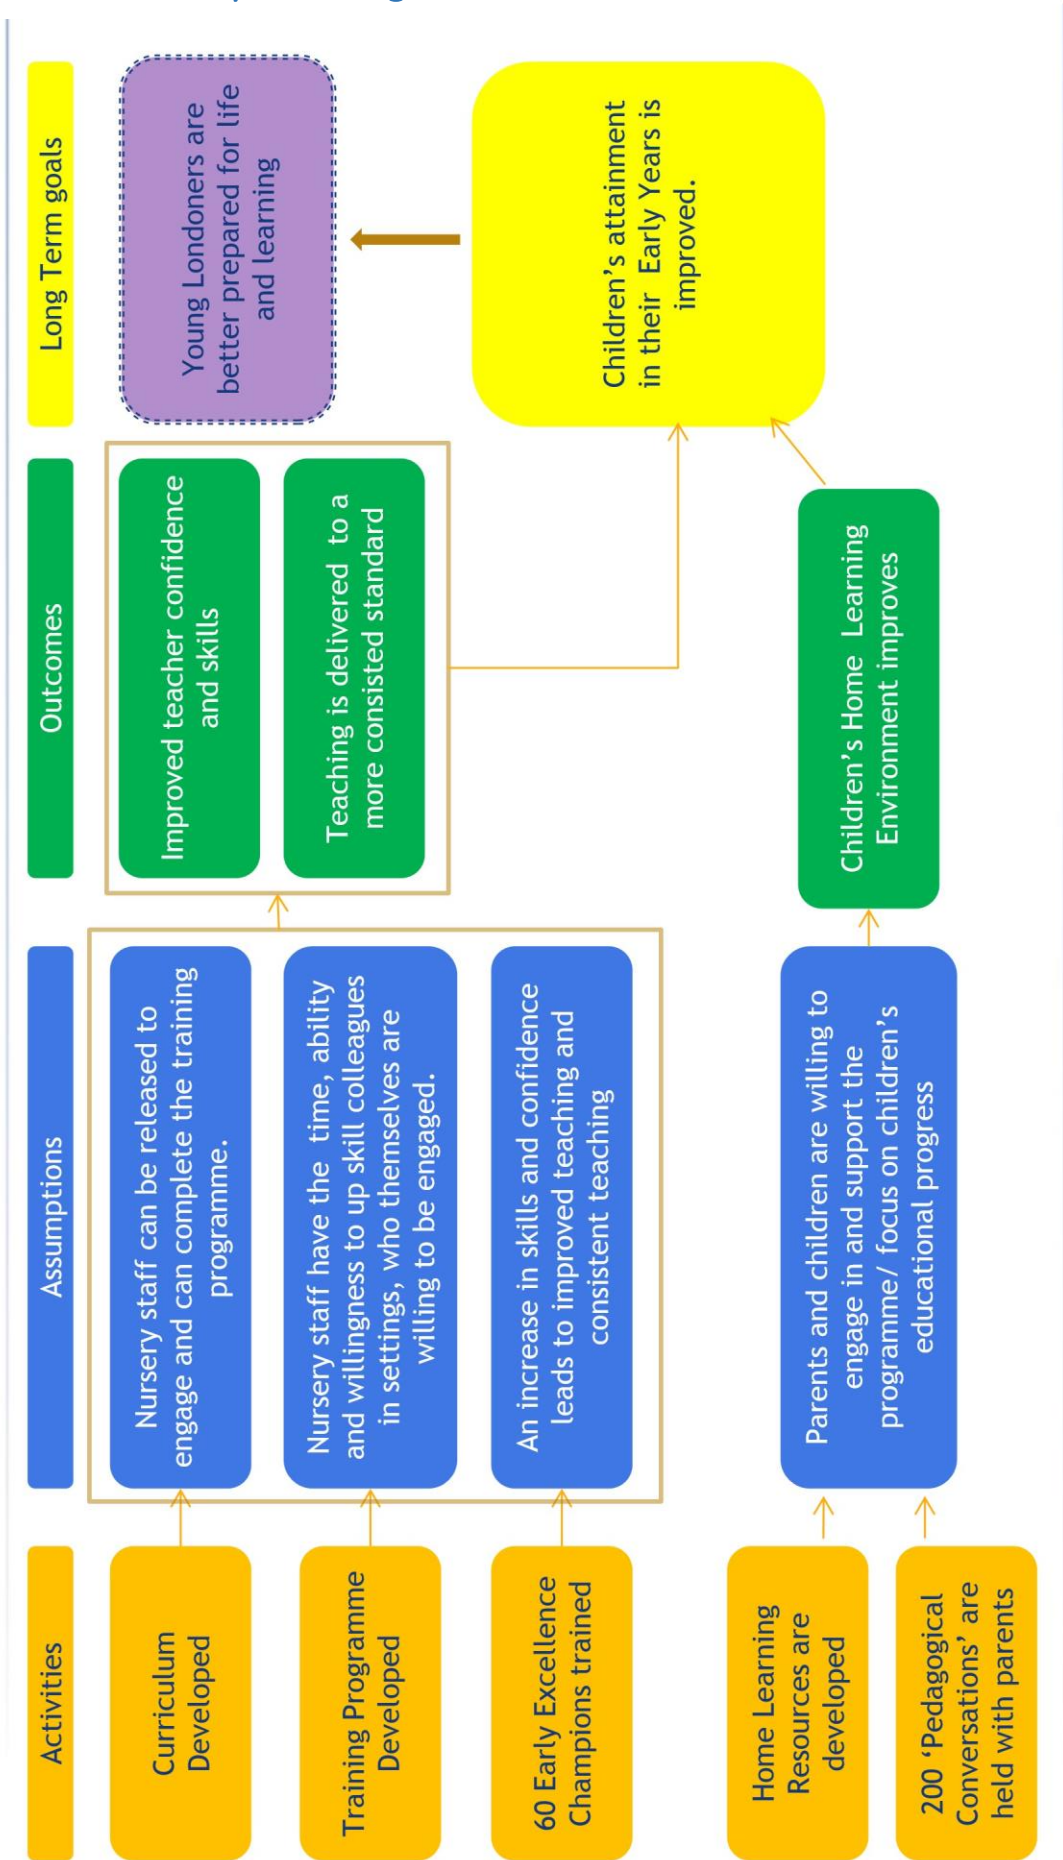 Activities
Assumptions
Outcomes
Long Term goals
Curriculum
Developed
Nursery staff can be released to
engage and can complete the training
programme.
Improved teacher confidence
and skills
Young Londoners are
better prepared for life
and learning
Training Programme
Developed
Nursery staff have the time, ability
and willingness to up skill colleagues
in settings, who themselves are
willing to be engaged.
Teaching is delivered to a
more consisted standard
60 Early Excellence
Champions trained
An increase in skills and confidence
leads to improved teaching and
consistent teaching
Children’s attainment
in their Early Years is
improved.
Home Learning
Resources are
developed
Parents and children are willing to
engage in and support the
programme/ focus on children’s
educational progress
Children’s Home Learning
Environment improves
200 ‘Pedagogical
Conversations’ are
held with parents